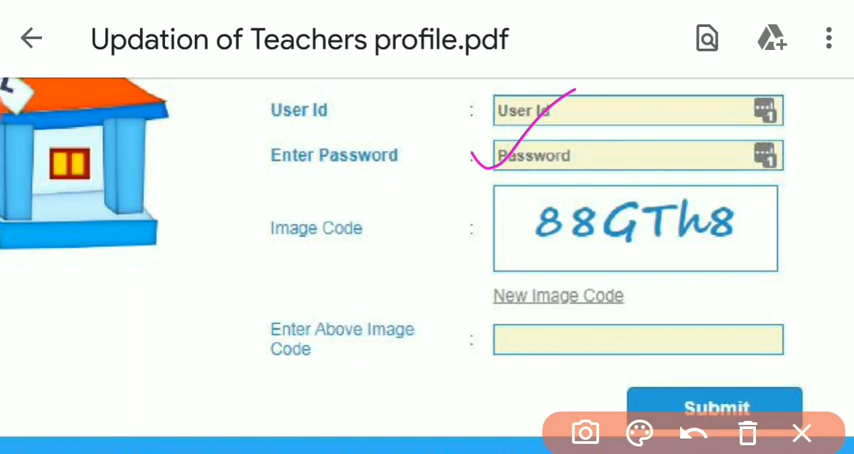 Updation of Teachers profile.pdf
User Id : User Id
Enter Password : Password
Image Code : 88GTh8
New Image Code
Enter Above Image
Code :
Submit